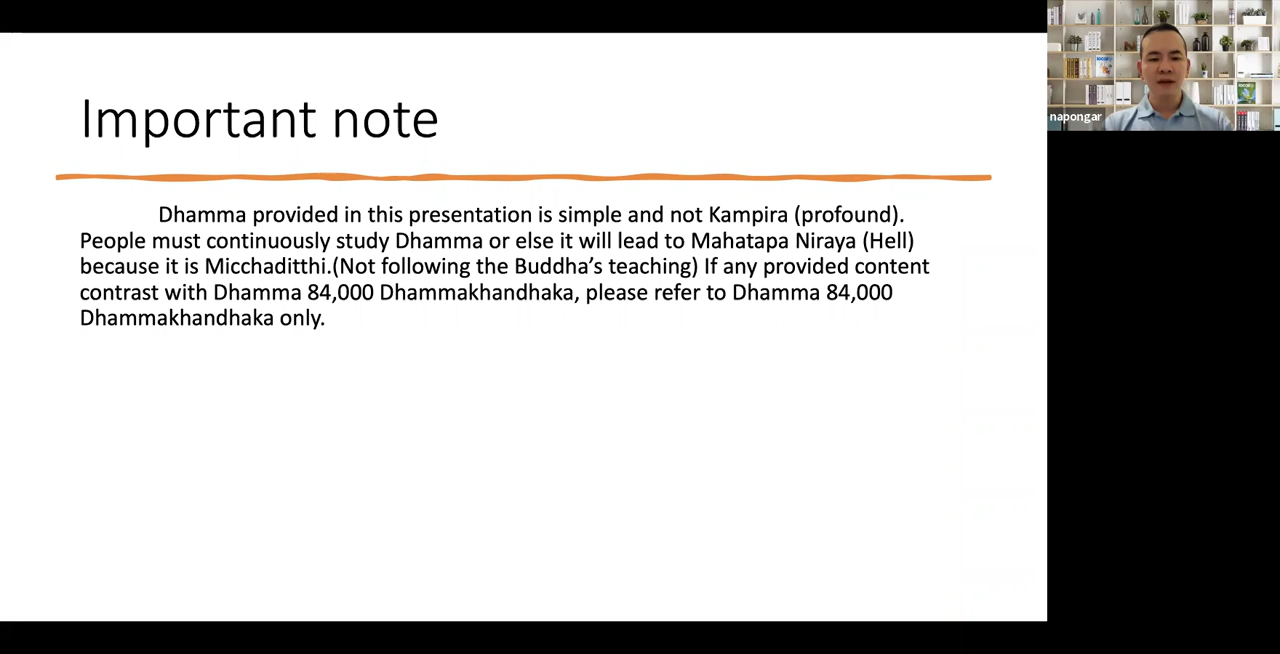 Important note
Dhamma provided in this presentation is simple and not Kampira (profound).
People must continuously study Dhamma or else it will lead to Mahatapa Niraya (Hell)
because it is Micchaditthi.(Not following the Buddha's teaching) If any provided content
contrast with Dhamma 84,000 Dhammakhandhaka, please refer to Dhamma 84,000
Dhammakhandhaka only.
napongar